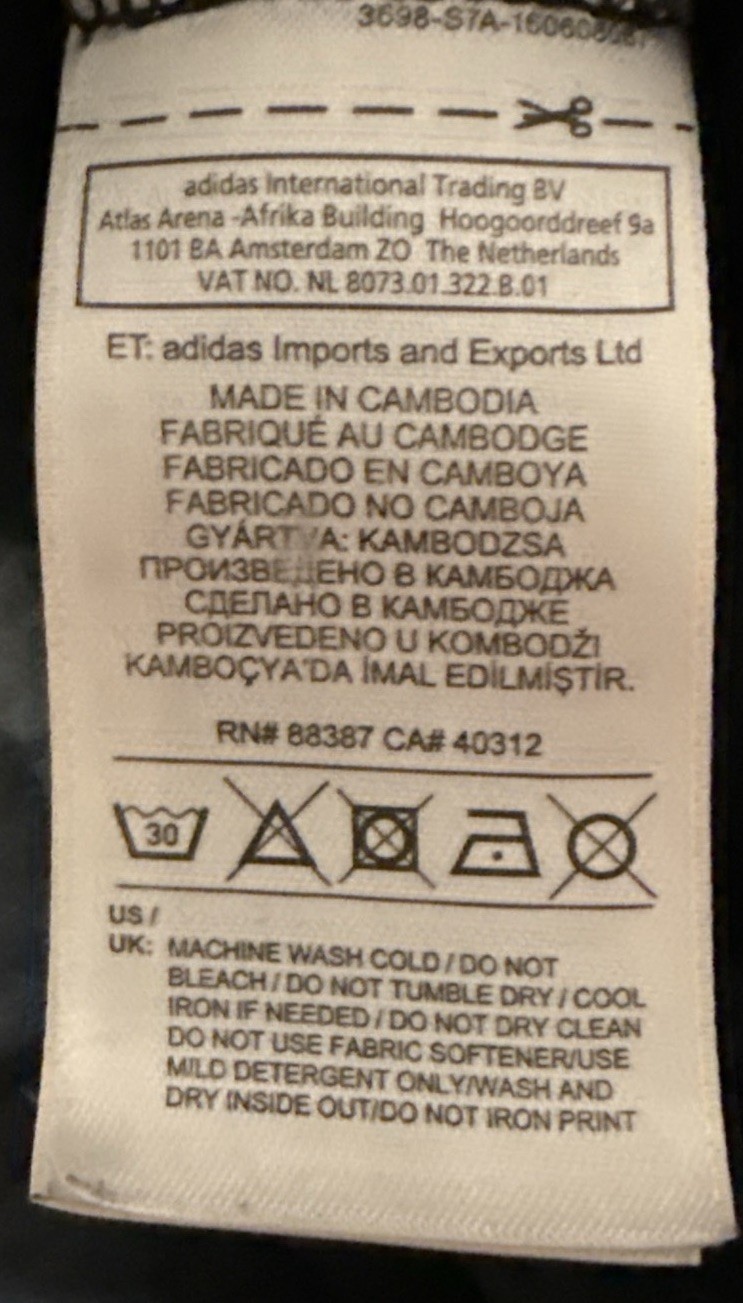 adidas International Trading BV
Atlas Arena -Afrika Building Hoogoorddreef 9a
1101 BA Amsterdam ZO The Netherlands
VAT NO. NL 8073.01.322.B.01
ET: adidas Imports and Exports Ltd
MADE IN CAMBODIA
FABRIQUÉ AU CAMBODGE
FABRICADO EN CAMBOYA
FABRICADO NO CAMBOJA
KAMBODZSA
В КАМБОДЖА
СДЕЛАНО В КАМБОДЖЕ
PROIZVEDENO U KOMBODŽI
KAMBOÇYA'DA İMAL EDİLMİŞTİR.
RN# 88387 CA# 40312
30
US /
UK: MACHINE WASH COLD / DO NOT
BLEACH / DO NOT TUMBLE DRY / COOL
IRON IF NEEDED / DO NOT DRY CLEAN
DO NOT USE FABRIC SOFTENER/USE
MILD DETERGENT ONLY/WASH AND
DRY INSIDE OUT/DO NOT IRON PRINT